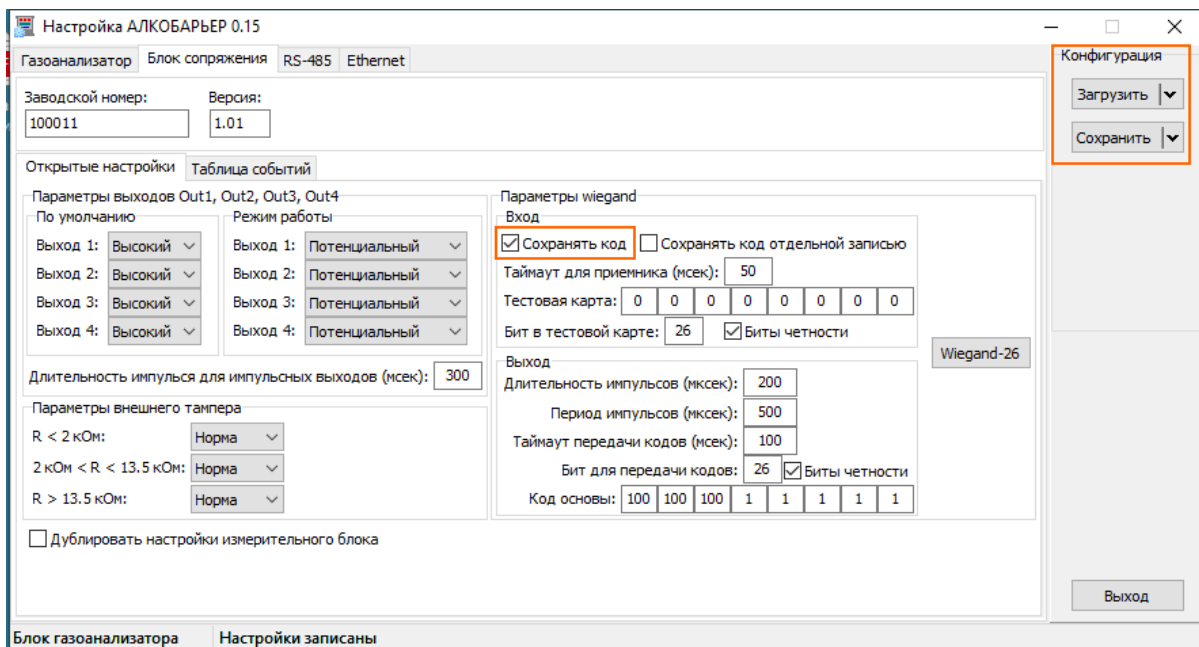 Настройка АЛКОБАРЬЕР 0.15
Газоанализатор Блок сопряжения RS-485 Ethernet
Конфигурация
Загрузить
Сохранить
Заводской номер: Версия:
100011 1.01
Открытые настройки Таблица событий
Параметры выходов Out1, Out2, Out3, Out4
По умолчанию Режим работы
Выход 1: Высокий Выход 1: Потенциальный
Выход 2: Высокий Выход 2: Потенциальный
Выход 3: Высокий Выход 3: Потенциальный
Выход 4: Высокий Выход 4: Потенциальный
Длительность импулься для импульсных выходов (мсек): 300
Параметры внешнего тампера
R < 2 кОм: Норма
2 кОм < R < 13.5 кОм: Норма
R > 13.5 кОм: Норма
Дублировать настройки измерительного блока
Параметры wiegand
Вход
Сохранять код Сохранять код отдельной записью
Таймаут для приемника (мсек): 50
Тестовая карта: 0 0 0 0 0 0 0 0
Бит в тестовой карте: 26 Биты четности
Выход
Длительность импульсов (мксек): 200
Период импульсов (мксек): 500
Таймаут передачи кодов (мсек): 100
Бит для передачи кодов: 26 Биты четности
Код основы: 100 100 100 1 1 1 1 1
Wiegand-26
Выход
Блок газоанализатора Настройки записаны